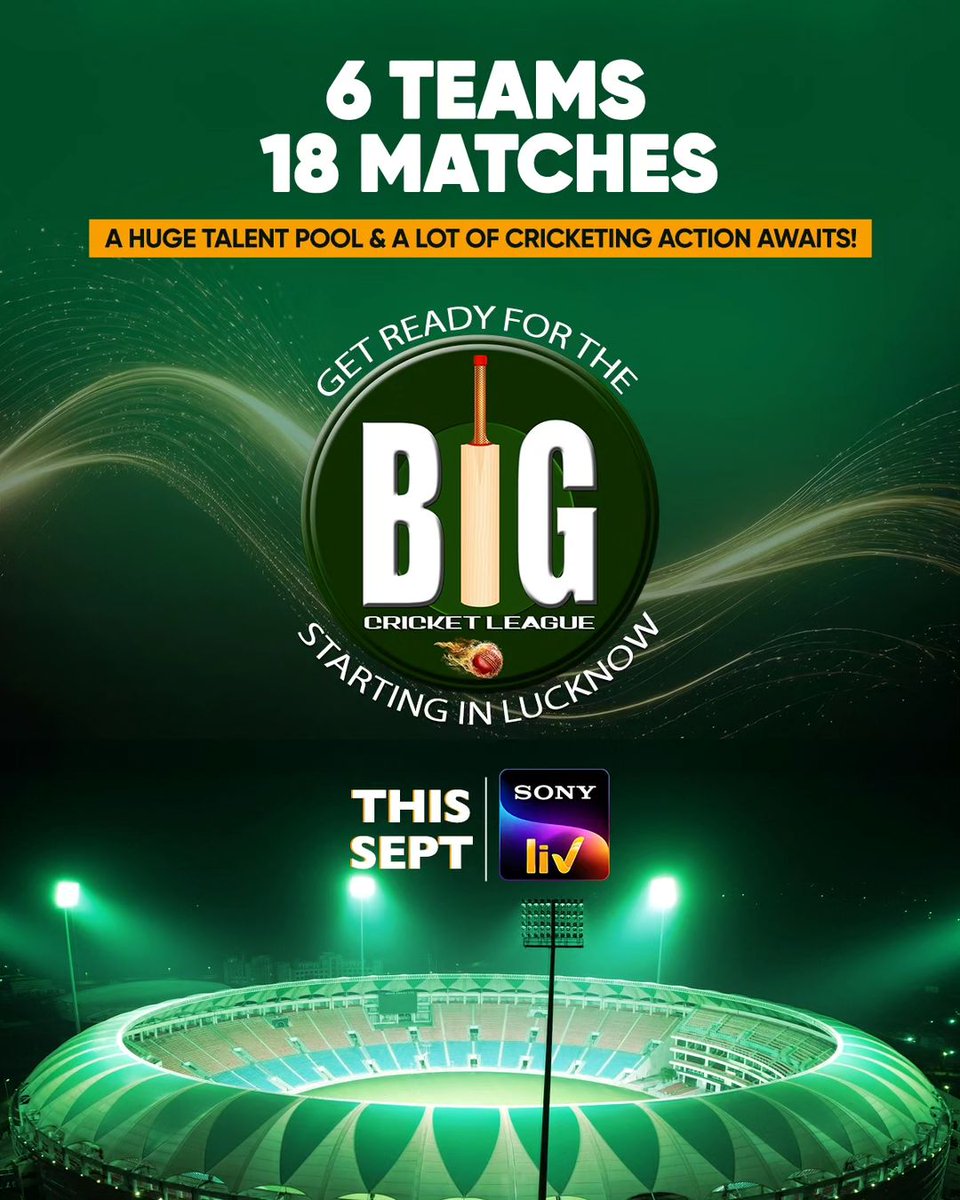 6 TEAMS
18 MATCHES
A HUGE TALENT POOL & A LOT OF CRICKETING ACTION AWAITS!
GET READY FOR THE
BIG
CRICKET LEAGUE
STARTING IN LUCKNOW
THIS
SEPT
SONY
liv